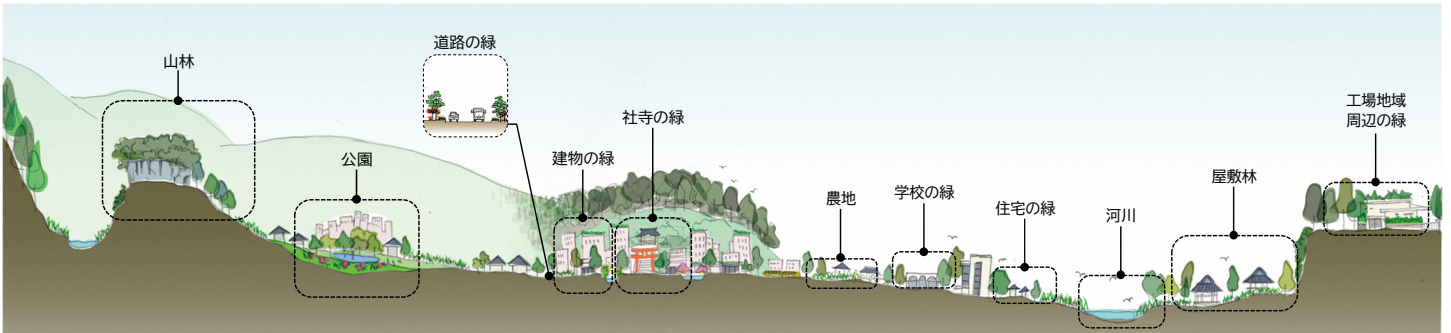 山林
公園
道路の緑
建物の緑
社寺の緑
農地
学校の緑
住宅の緑
河川
屋敷林
工場地域
周辺の緑